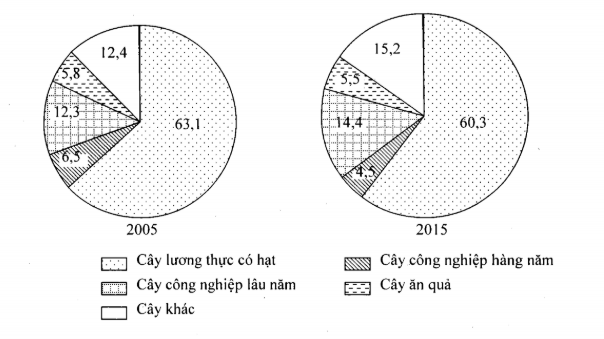 12,4
5,8
12,3
6,5
63,1
2005
15,2
5,5
14,4
4,5
60,3
2015
Cây lương thực có hạt
Cây công nghiệp hàng năm
Cây công nghiệp lâu năm
Cây ăn quả
Cây khác